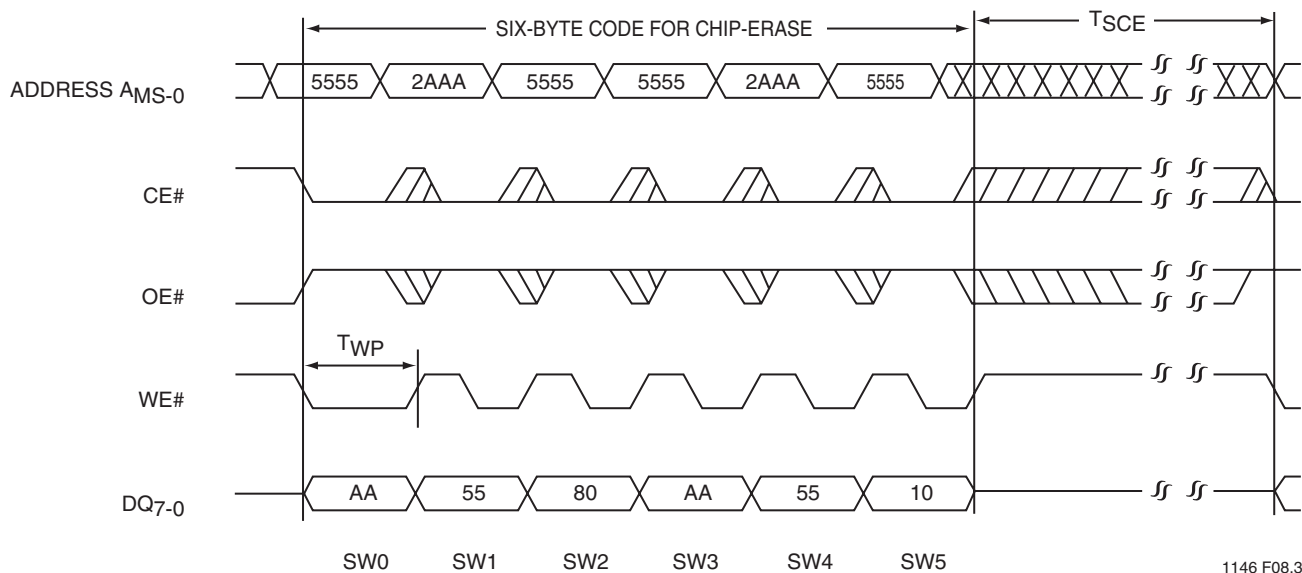 SIX-BYTE CODE FOR CHIP-ERASE
TSCE
ADDRESS AMS-0
5555 2AAA 5555 5555 2AAA 5555
CE#
OE#
TWP
WE#
DQ7-0
AA 55 80 AA 55 10
SW0 SW1 SW2 SW3 SW4 SW5
1146 F08.3